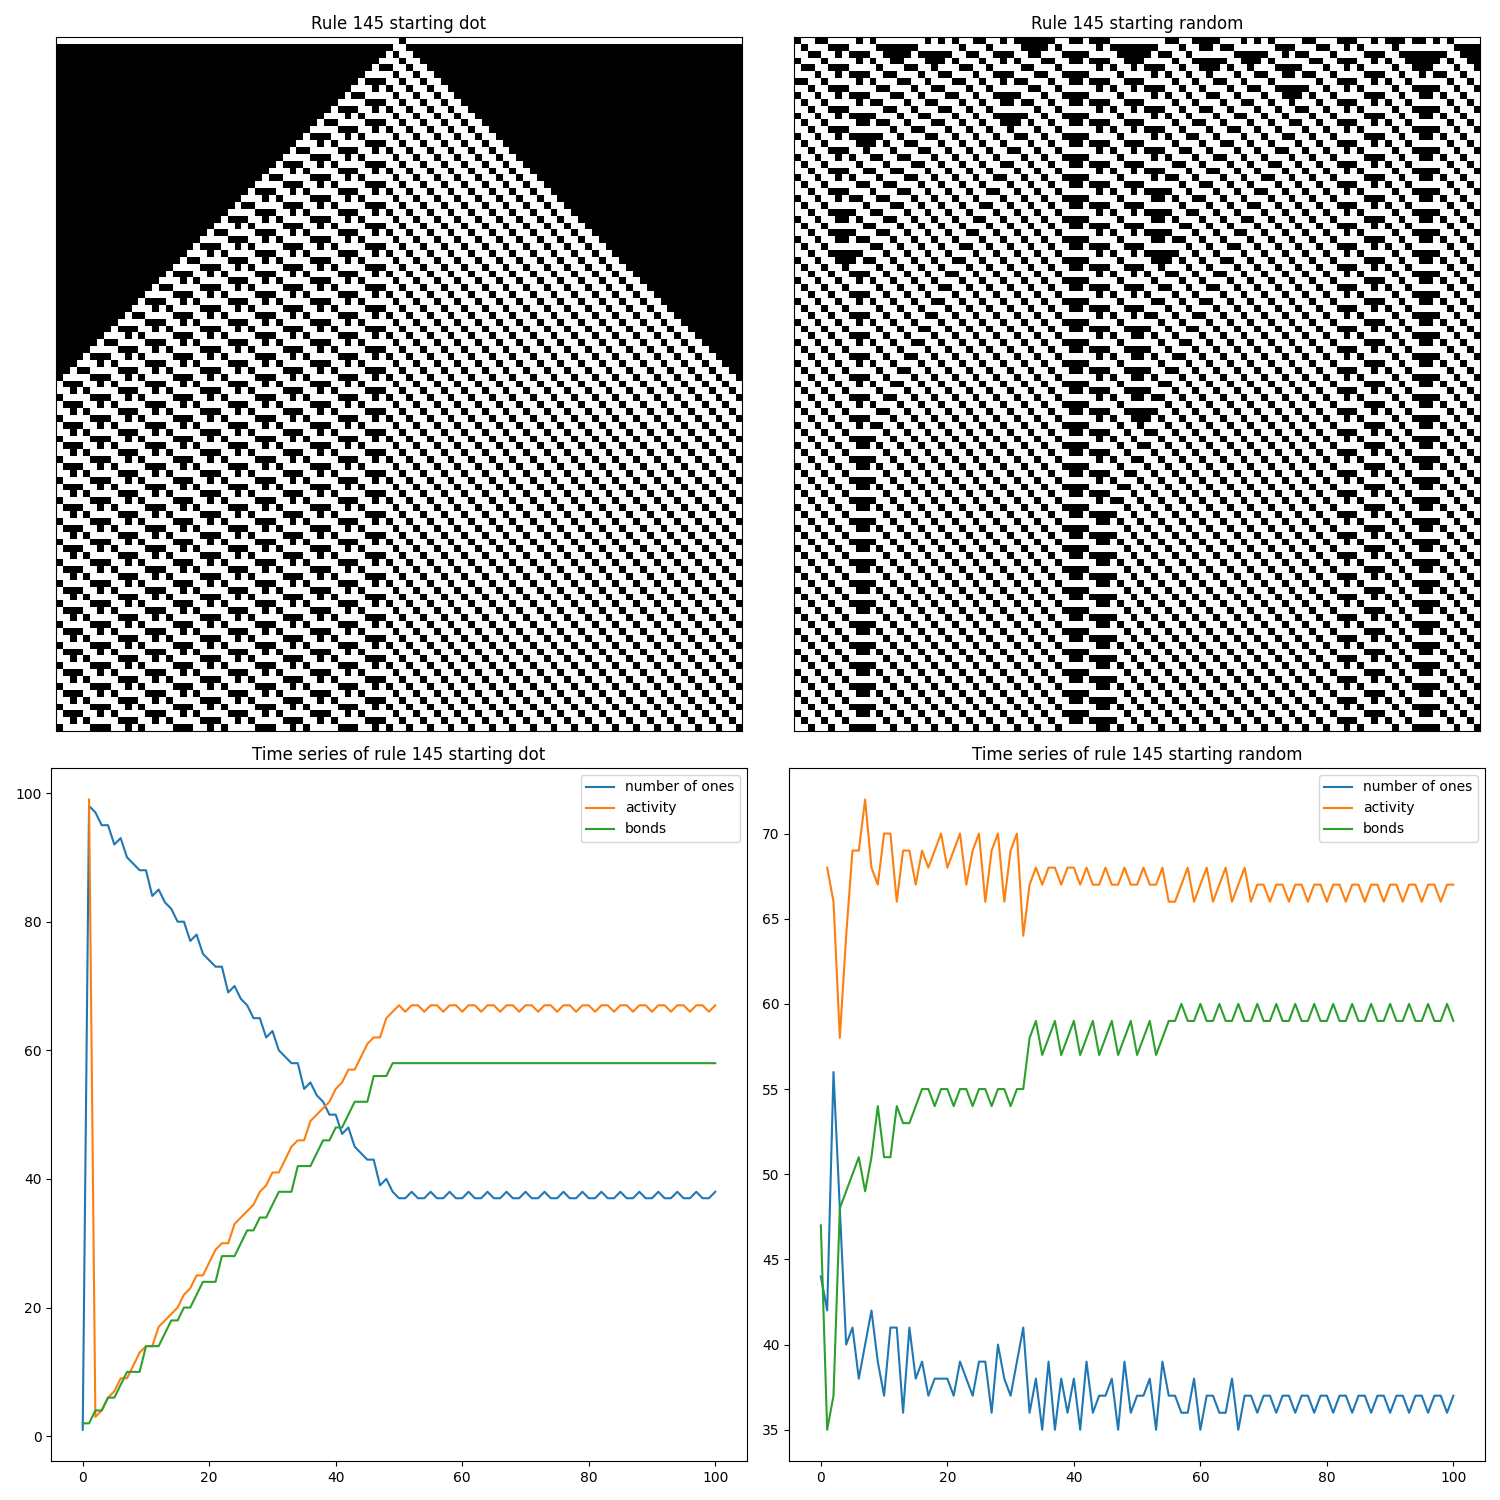 Rule 145 starting dot
Rule 145 starting random
Time series of rule 145 starting dot
number of ones
activity
bonds
100
80
60
40
20
0
0 20 40 60 80 100
Time series of rule 145 starting random
number of ones
activity
bonds
70
65
60
55
50
45
40
35
0 20 40 60 80 100